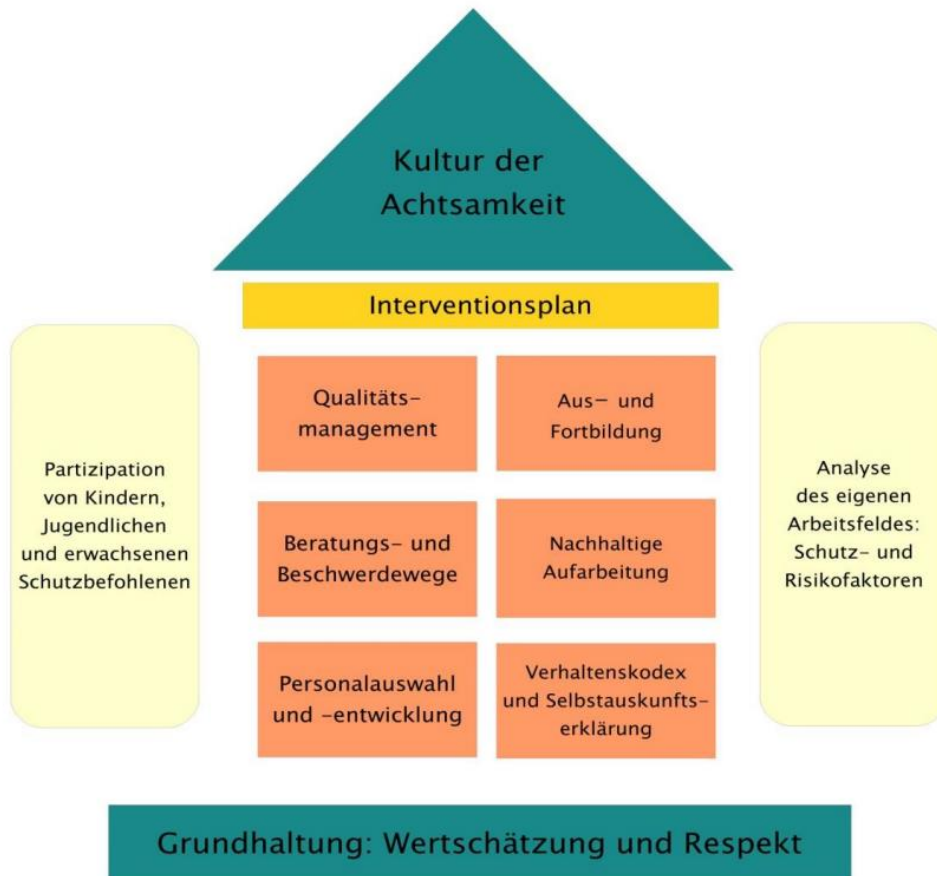 Kultur der
Achtsamkeit
Interventionsplan
Partizipation
von Kindern,
Jugendlichen
und erwachsenen
Schutzbefohlenen
Qualitäts-
management
Aus- und
Fortbildung
Beratungs- und
Beschwerdewege
Nachhaltige
Aufarbeitung
Personalauswahl
und -entwicklung
Verhaltenskodex
und Selbstauskunfts-
erklärung
Analyse
des eigenen
Arbeitsfeldes:
Schutz- und
Risikofaktoren
Grundhaltung: Wertschätzung und Respekt